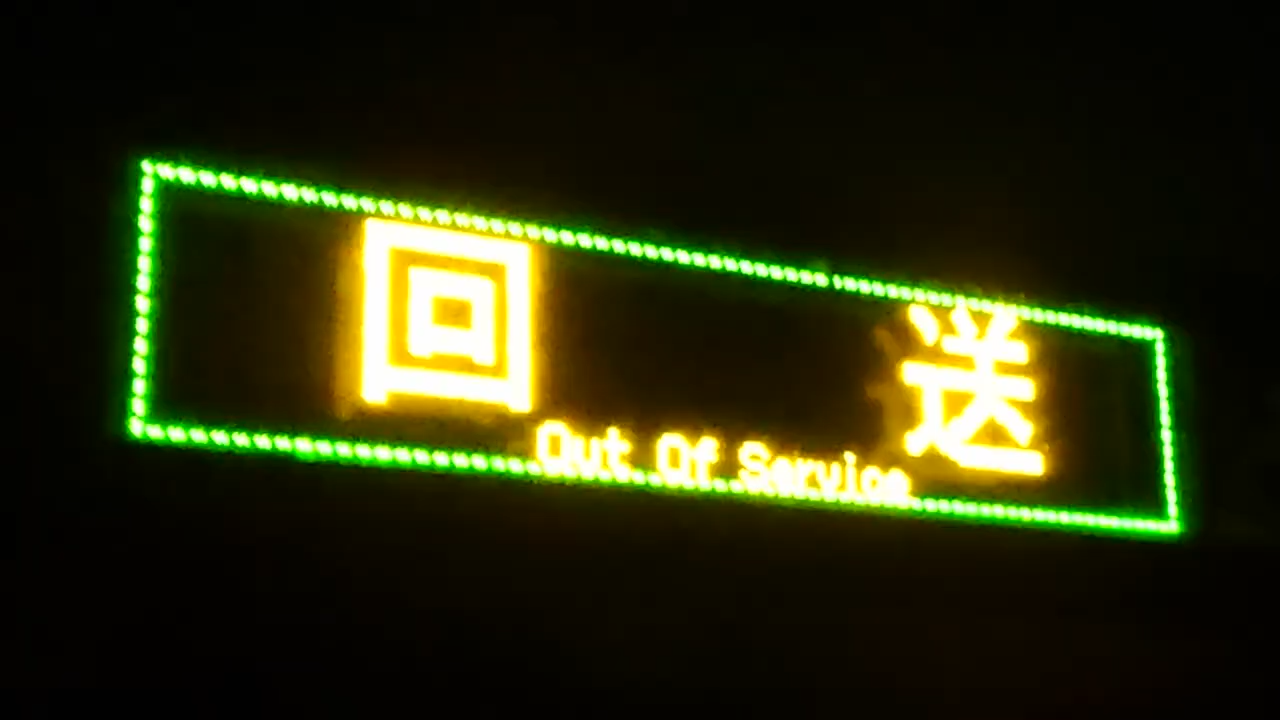 回送
Out Of Service